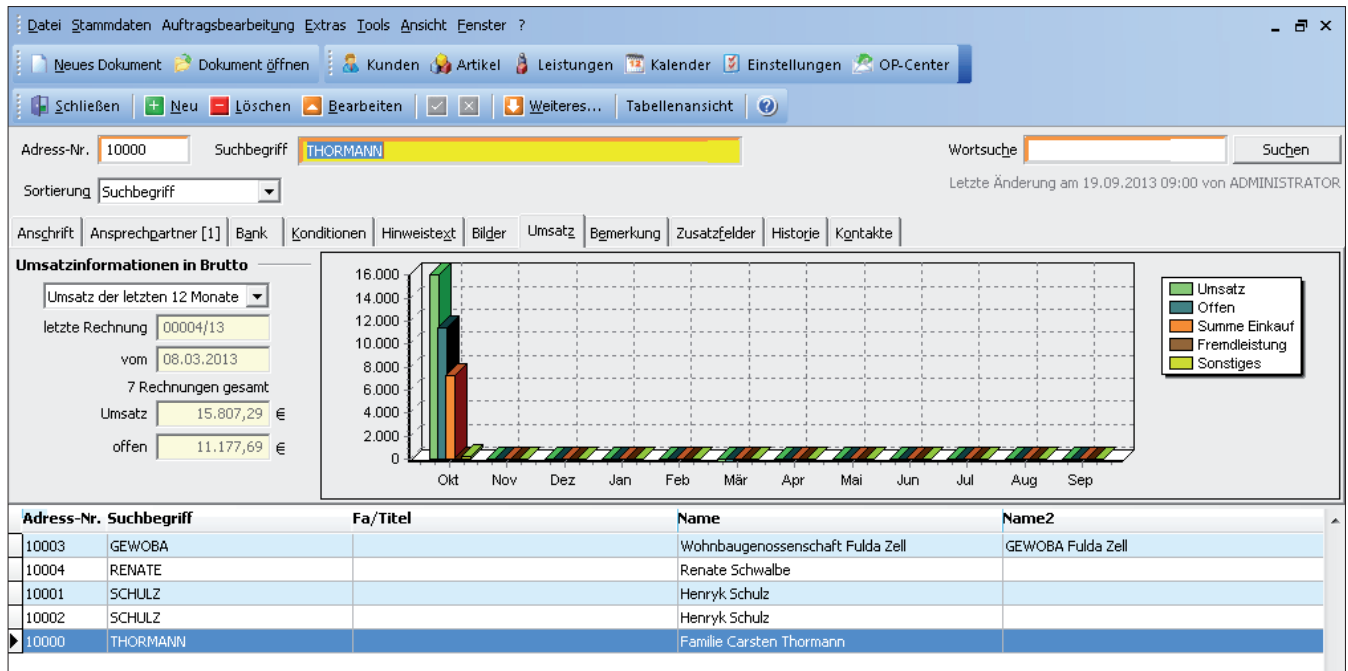 Datei Stammdaten Auftragsbearbeitung Extras Tools Ansicht Fenster ?
Neues Dokument Dokument öffnen Kunden Artikel Leistungen 12 Kalender Einstellungen OP-Center
Schließen Neu Löschen Bearbeiten Weiteres... Tabellenansicht ?
Adress-Nr. 10000 Suchbegriff THORMANN Wortsuche Suchen
Sortierung Suchbegriff Letzte Änderung am 19.09.2013 09:00 von ADMINISTRATOR
Anschrift Ansprechpartner [1] Bank Konditionen Hinweistext Bilder Umsatz Bemerkung Zusatzfelder Historie Kontakte
Umsatzinformationen in Brutto
Umsatz der letzten 12 Monate
letzte Rechnung 00004/13
vom 08.03.2013
7 Rechnungen gesamt
Umsatz 15.807,29 €
offen 11.177,69 €
16.000
14.000
12.000
10.000
8.000
6.000
4.000
2.000
0
Okt Nov Dez Jan Feb Mär Apr Mai Jun Jul Aug Sep
Umsatz
Offen
Summe Einkauf
Fremdleistung
Sonstiges
Adress-Nr. Suchbegriff Fa/Titel Name Name2
10003 GEWOBA Wohnbaugenossenschaft Fulda Zell GEWOBA Fulda Zell
10004 RENATE Renate Schwalbe
10001 SCHULZ Henryk Schulz
10002 SCHULZ Henryk Schulz
10000 THORMANN Familie Carsten Thormann